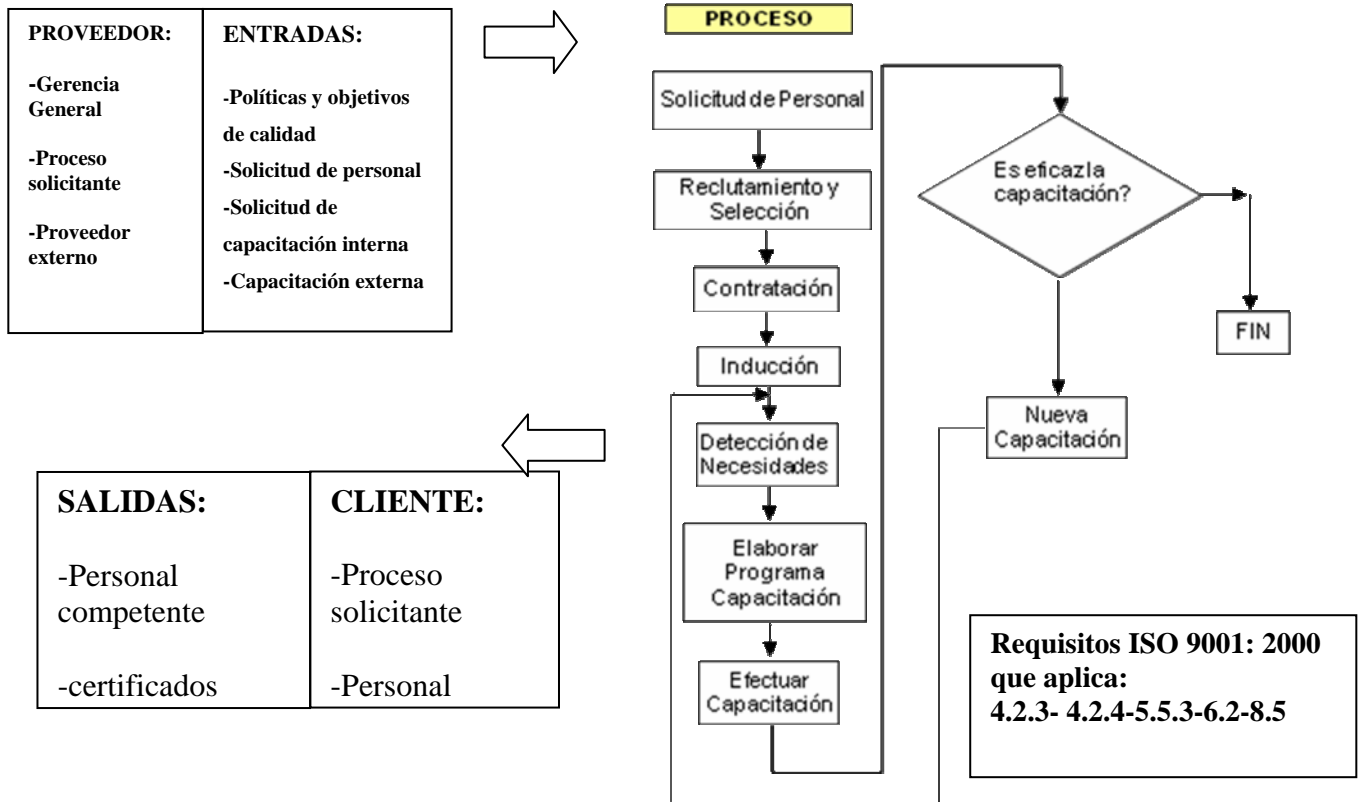 PROVEEDOR:
-Gerencia
General
-Proceso
solicitante
-Proveedor
externo
ENTRADAS:
-Políticas y objetivos
de calidad
-Solicitud de personal
-Solicitud de
capacitación interna
-Capacitación externa
PROCESO
Solicitud de Personal
Reclutamiento y
Selección
Contratación
Inducción
Detección de
Necesidades
Elaborar
Programa
Capacitación
Efectuar
Capacitación
Es eficaz la
capacitación?
FIN
Nueva
Capacitación
SALIDAS:
-Personal
competente
-certificados
CLIENTE:
-Proceso
solicitante
-Personal
Requisitos ISO 9001: 2000
que aplica:
4.2.3- 4.2.4-5.5.3-6.2-8.5